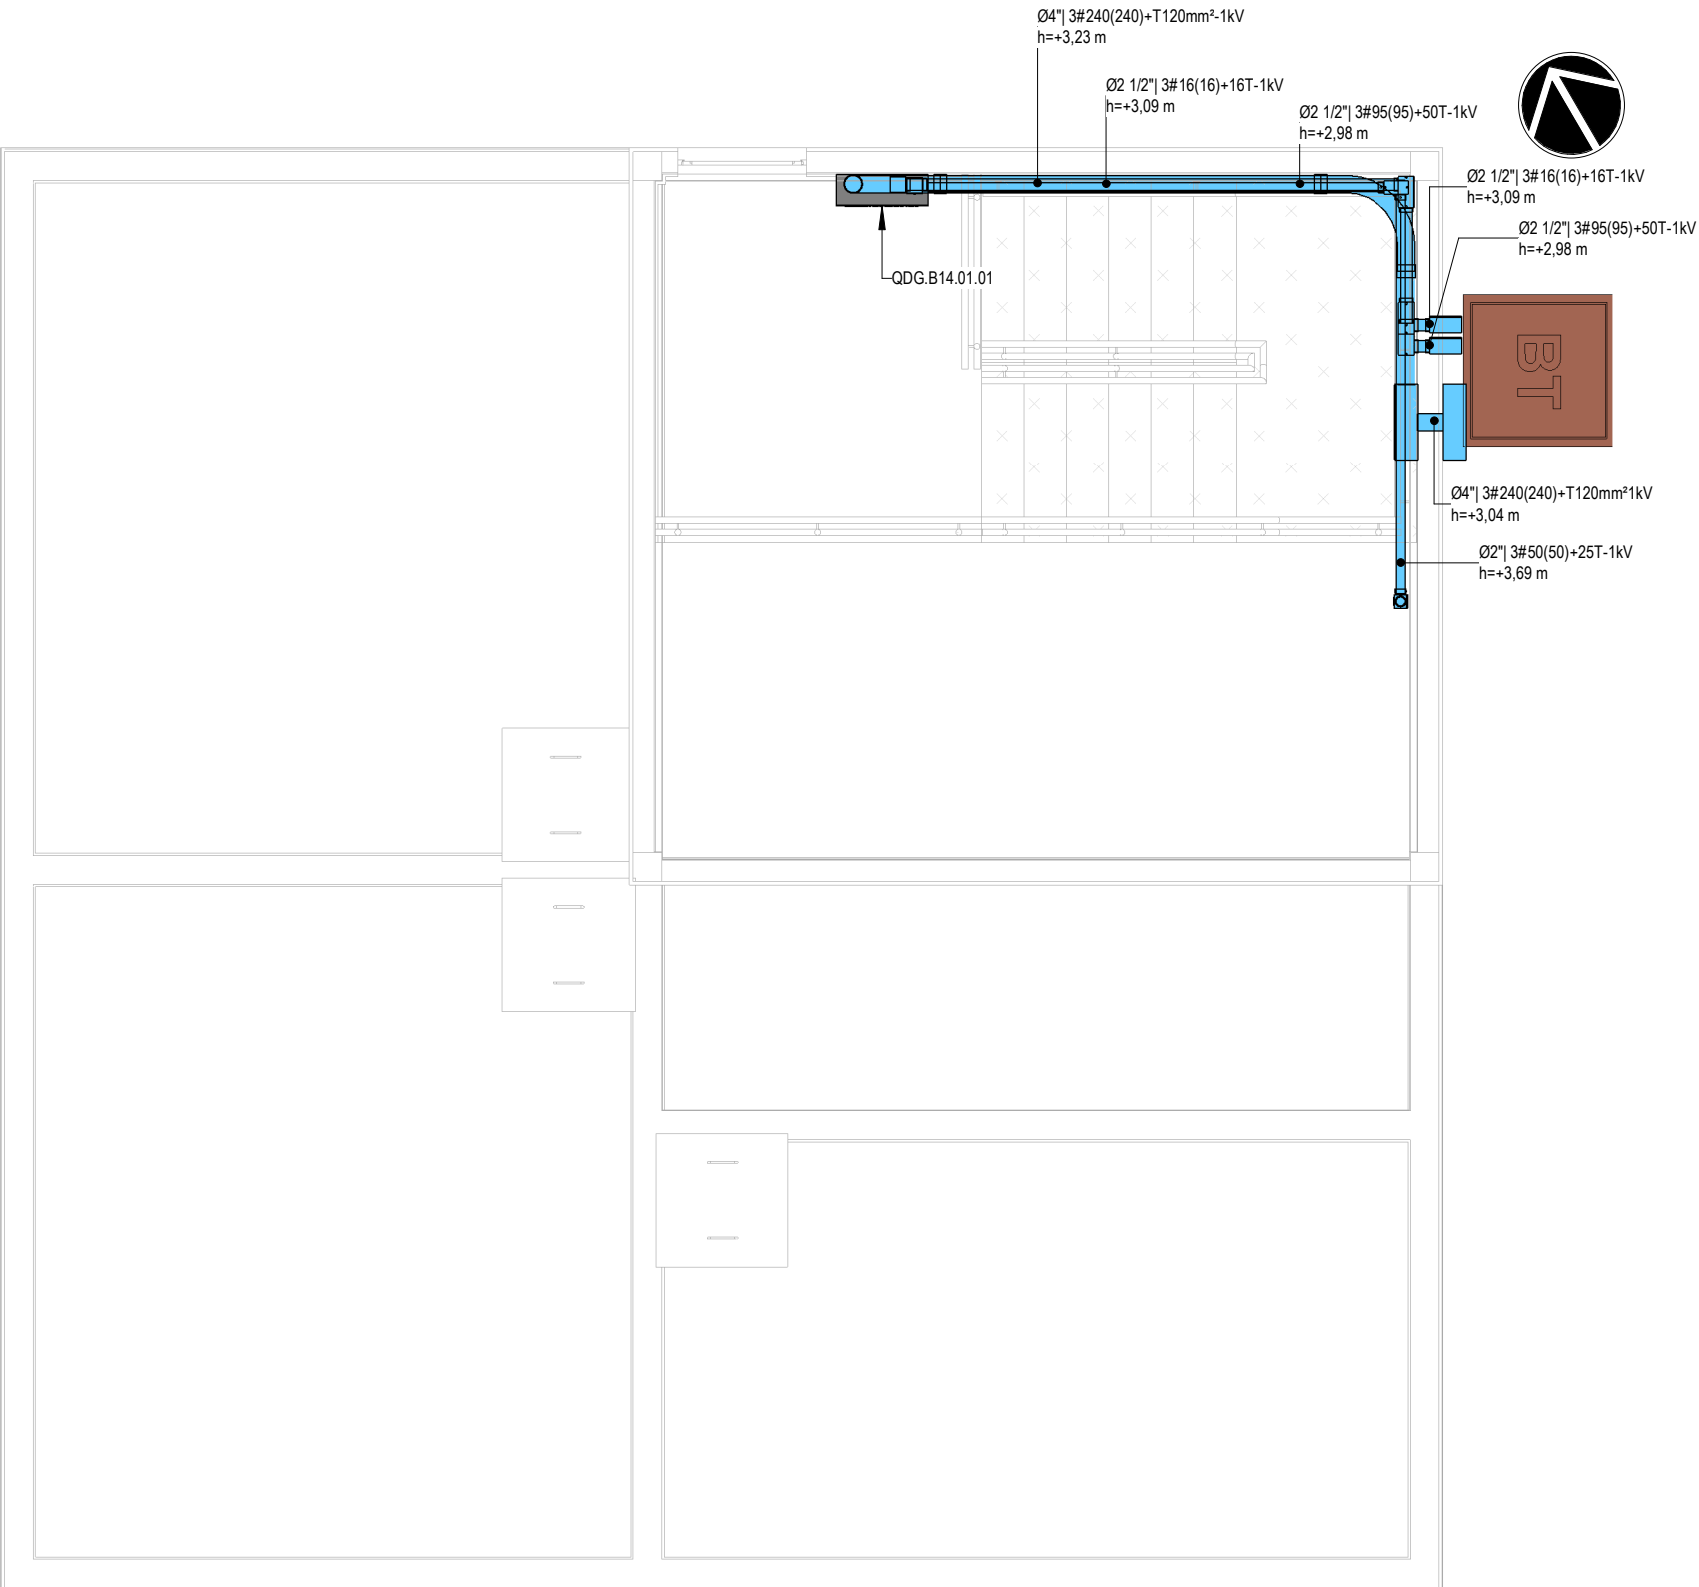 Ø4"| 3#240(240)+T120mm²-1kV
h=+3,23 m
Ø2 1/2"| 3#16(16)+16T-1kV
h=+3,09 m
Ø2 1/2"| 3#95(95)+50T-1kV
h=+2,98 m
Ø2 1/2"| 3#16(16)+16T-1kV
h=+3,09 m
Ø2 1/2"| 3#95(95)+50T-1kV
h=+2,98 m
QDG.B14.01.01
BT
Ø4"| 3#240(240)+T120mm²1kV
h=+3,04 m
Ø2"| 3#50(50)+25T-1kV
h=+3,69 m